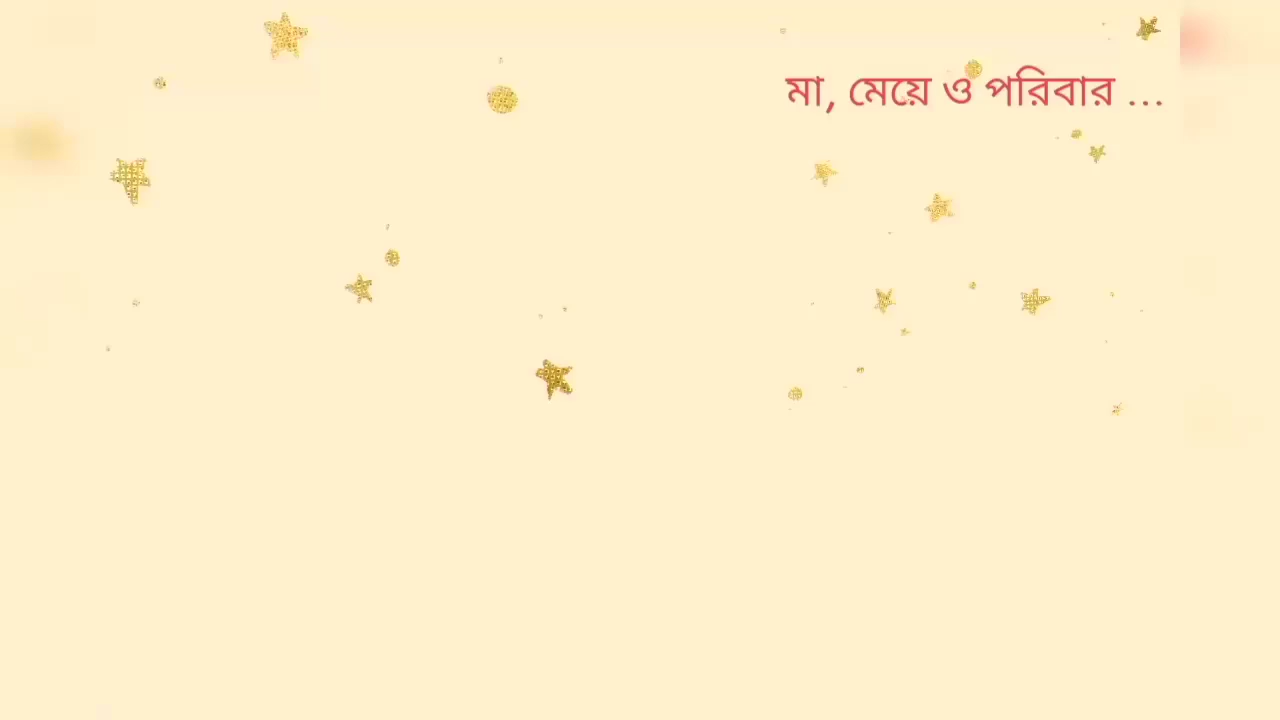 মা, মেয়ে ও পরিবার ...